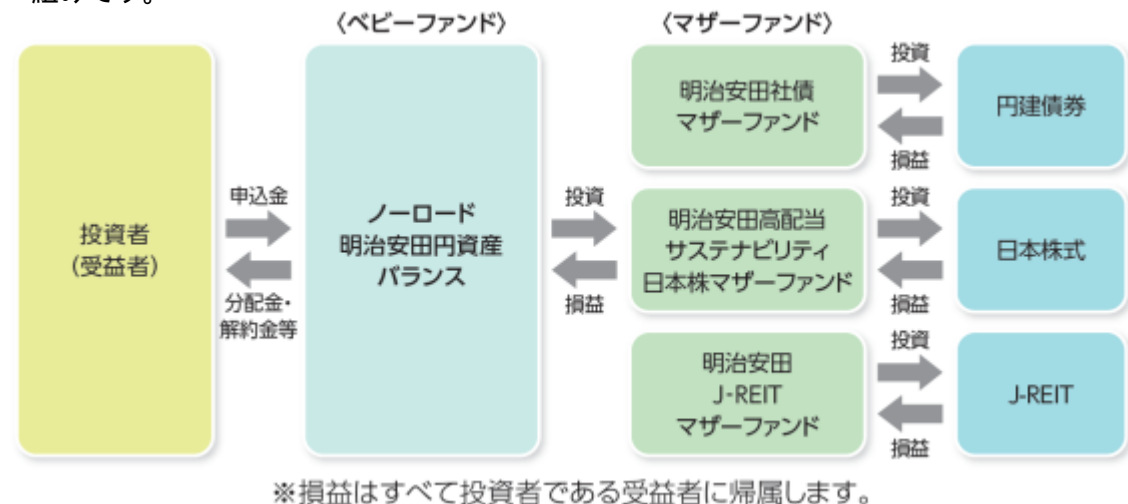 組みです。
〈ベビーファンド〉
〈マザーファンド〉
投資者
(受益者)
申込金
分配金・
解約金等
ノーロード
明治安田円資産
バランス
投資
損益
明治安田社債
マザーファンド
投資
損益
円建債券
明治安田高配当
サステナビリティ
日本株マザーファンド
投資
損益
日本株式
明治安田
J-REIT
マザーファンド
投資
損益
J-REIT
※損益はすべて投資者である受益者に帰属します。